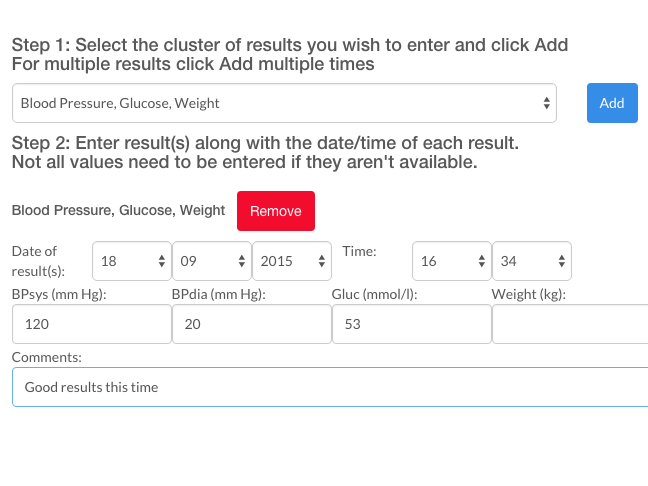 Step 1: Select the cluster of results you wish to enter and click Add
For multiple results click Add multiple times
Blood Pressure, Glucose, Weight Add
Step 2: Enter result(s) along with the date/time of each result.
Not all values need to be entered if they aren't available.
Blood Pressure, Glucose, Weight Remove
Date of
result(s): 18 09 2015 Time: 16 34
BPsys (mm Hg): BPdia (mm Hg): Gluc (mmol/l): Weight (kg):
120 20 53
Comments:
Good results this time